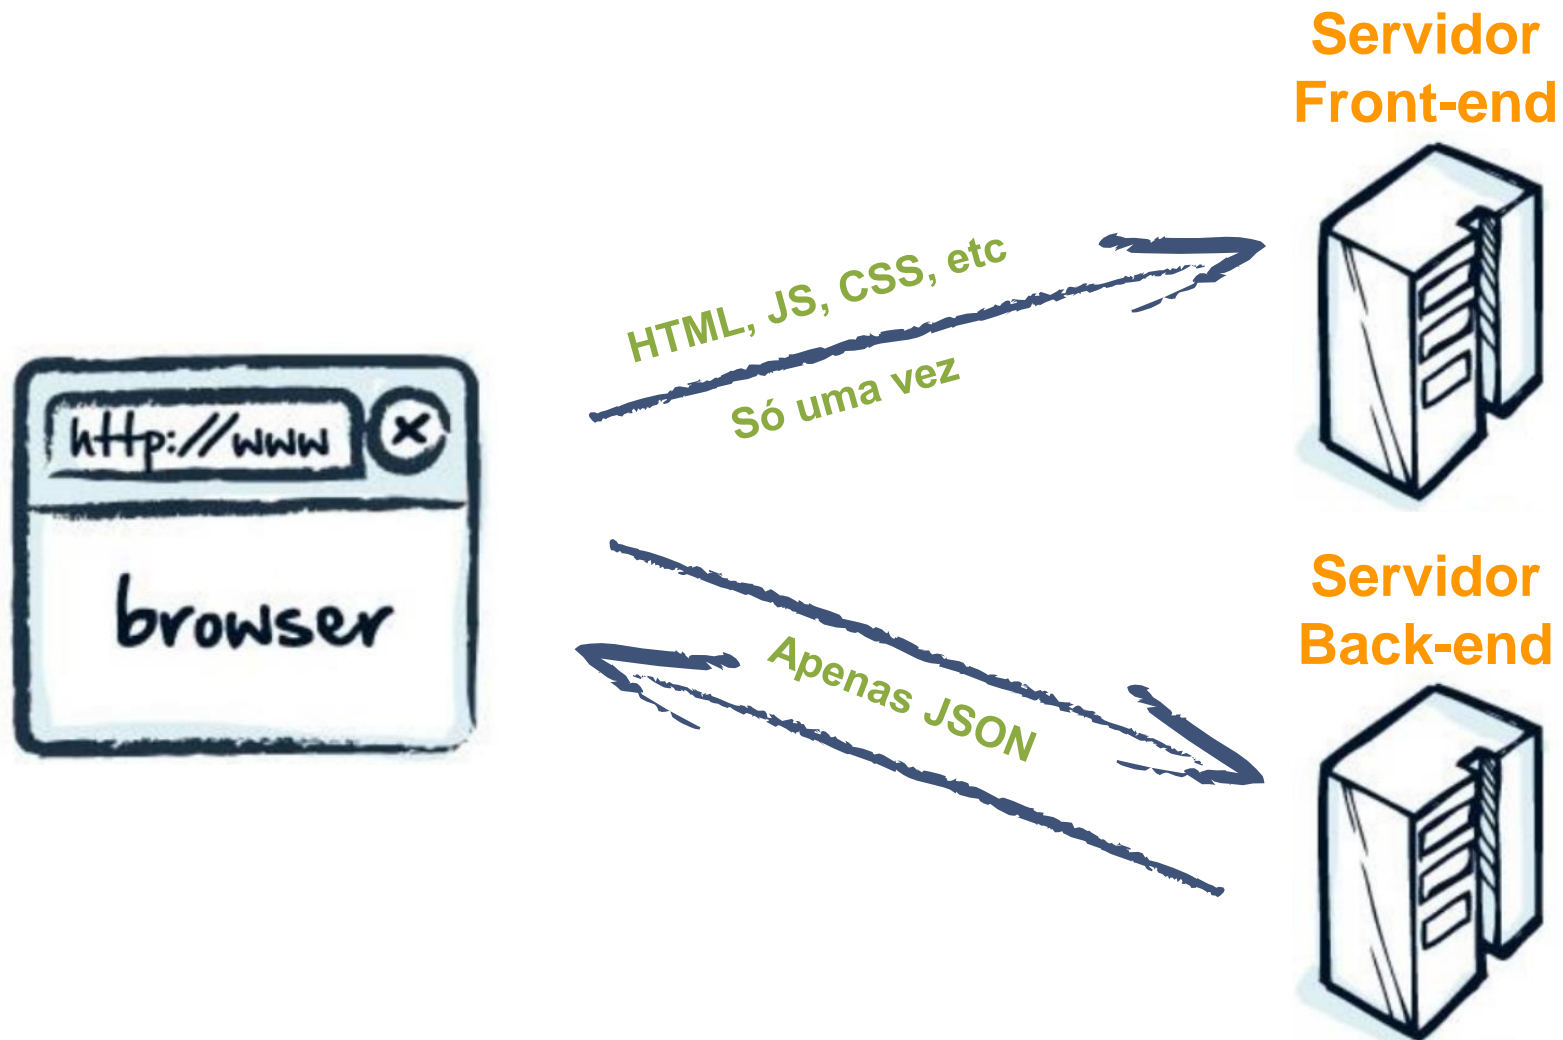 Servidor
Front-end
HTML, JS, CSS, etc
Só uma vez
http://www
browser
Apenas JSON
Servidor
Back-end